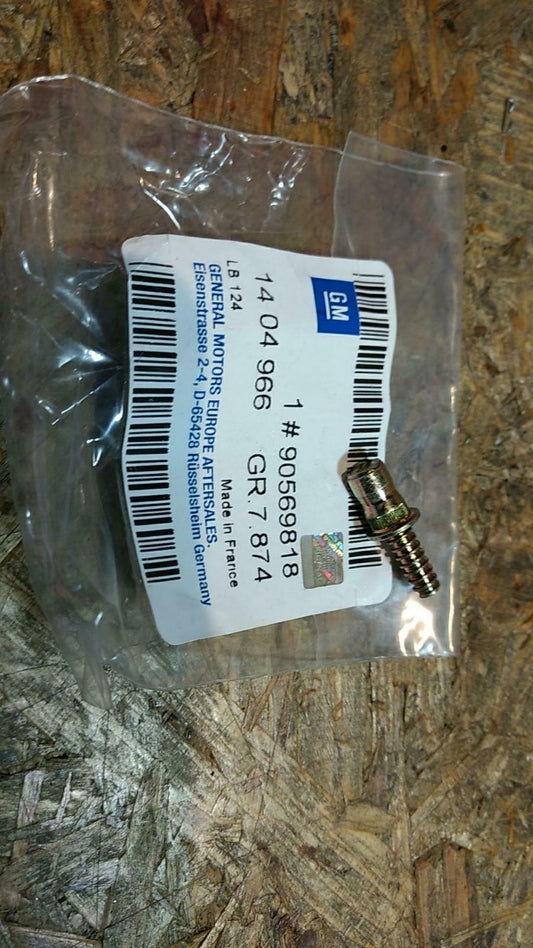 GM
1 # 90569818
14 04 966 GR.7.874
LB 124
Made in France
GENERAL MOTORS EUROPE AFTERSALES.
Eisenstrasse 2-4, D-65428 Rüsselsheim Germany